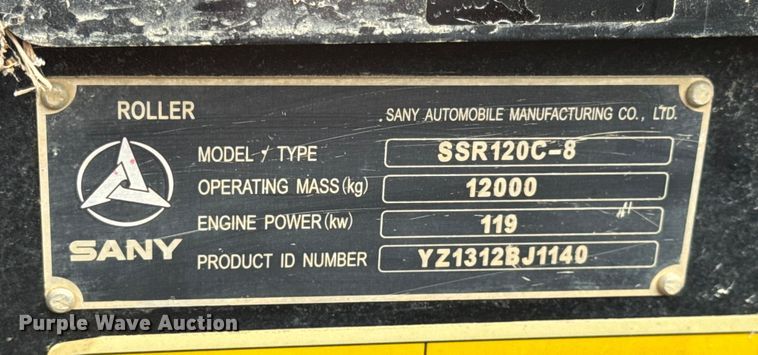 ROLLER
SANY AUTOMOBILE MANUFACTURING CO., LTD.
MODEL / TYPE SSR120C-8
OPERATING MASS(kg) 12000
ENGINE POWER(kw) 119
PRODUCT ID NUMBER YZ1312BJ1140
SANY
Purple Wave Auction